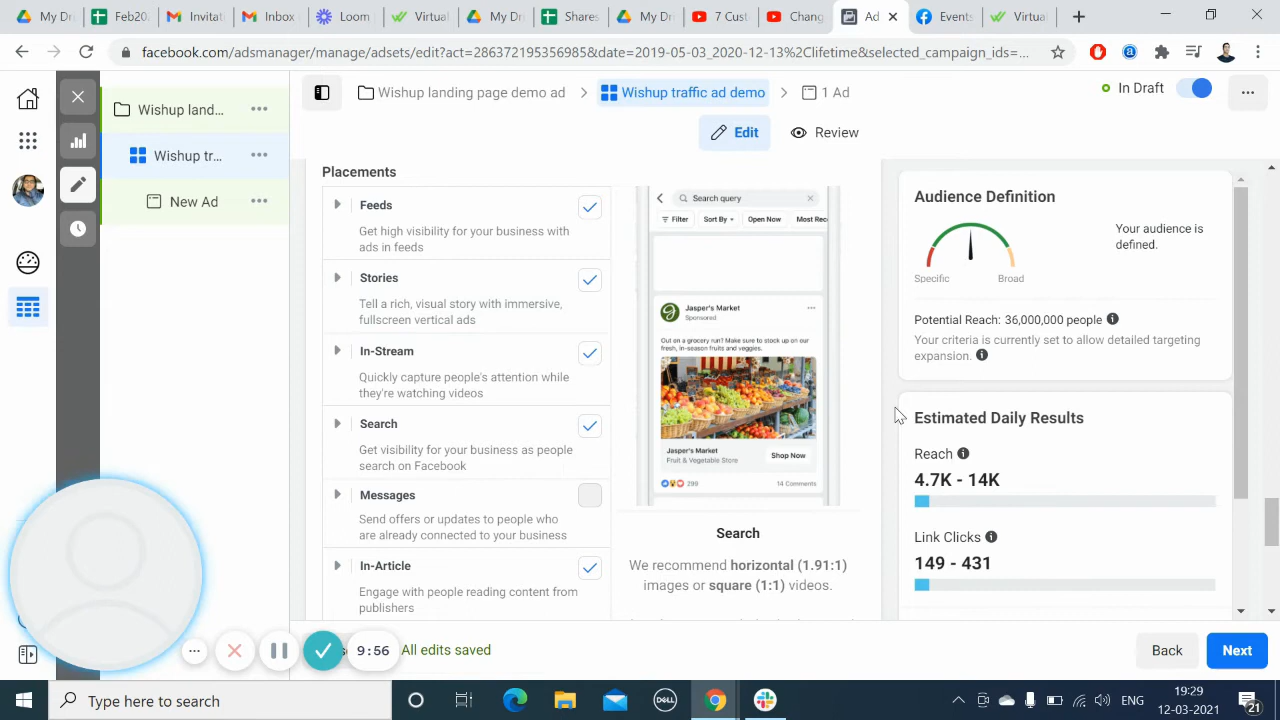 Feb2
My Dr
Inbox
Inbox
Loom
Virtual
My Dr
Shres
My Dr
7 Cust
Chang
Ad
Events
Virtual
facebook.com/adsmanager/manage/adsets/edit?act=2863721953569858&date=2019-05-03_2020-12-13%2Clifetime&selected_campaign_ids=...
Wishup land...
Wishup tr...
New Ad
Wishup landing page demo ad
Wishup traffic ad demo
1 Ad
In Draft
Edit
Review
Placements
Feeds
Get high visibility for your business with
ads in feeds
Stories
Tell a rich, visual story with immersive,
fullscreen vertical ads
In-Stream
Quickly capture people's attention while
they're watching videos
Search
Get visibility for your business as people
search on Facebook
Messages
Send offers or updates to people who
are already connected to your business
In-Article
Engage with people reading content from
publishers
Search query
Filter
Sort By
Open Now
Most Rec
Jasper's Market
Sponsored
Out on a grocery run? Make sure to stock up on our
fresh, in-season fruits and veggies.
Jasper's Market
Fruit & Vegetable Store
Shop Now
299
14 Comments
Search
We recommend horizontal (1.91:1)
images or square (1:1) videos.
Audience Definition
Your audience is
defined.
Specific
Broad
Potential Reach: 36,000,000 people
Your criteria is currently set to allow detailed targeting
expansion.
Estimated Daily Results
Reach
4.7K - 14K
Link Clicks
149 - 431
9:56
All edits saved
Back
Next
Type here to search
DELL
ENG
19:29
12-03-2021
21